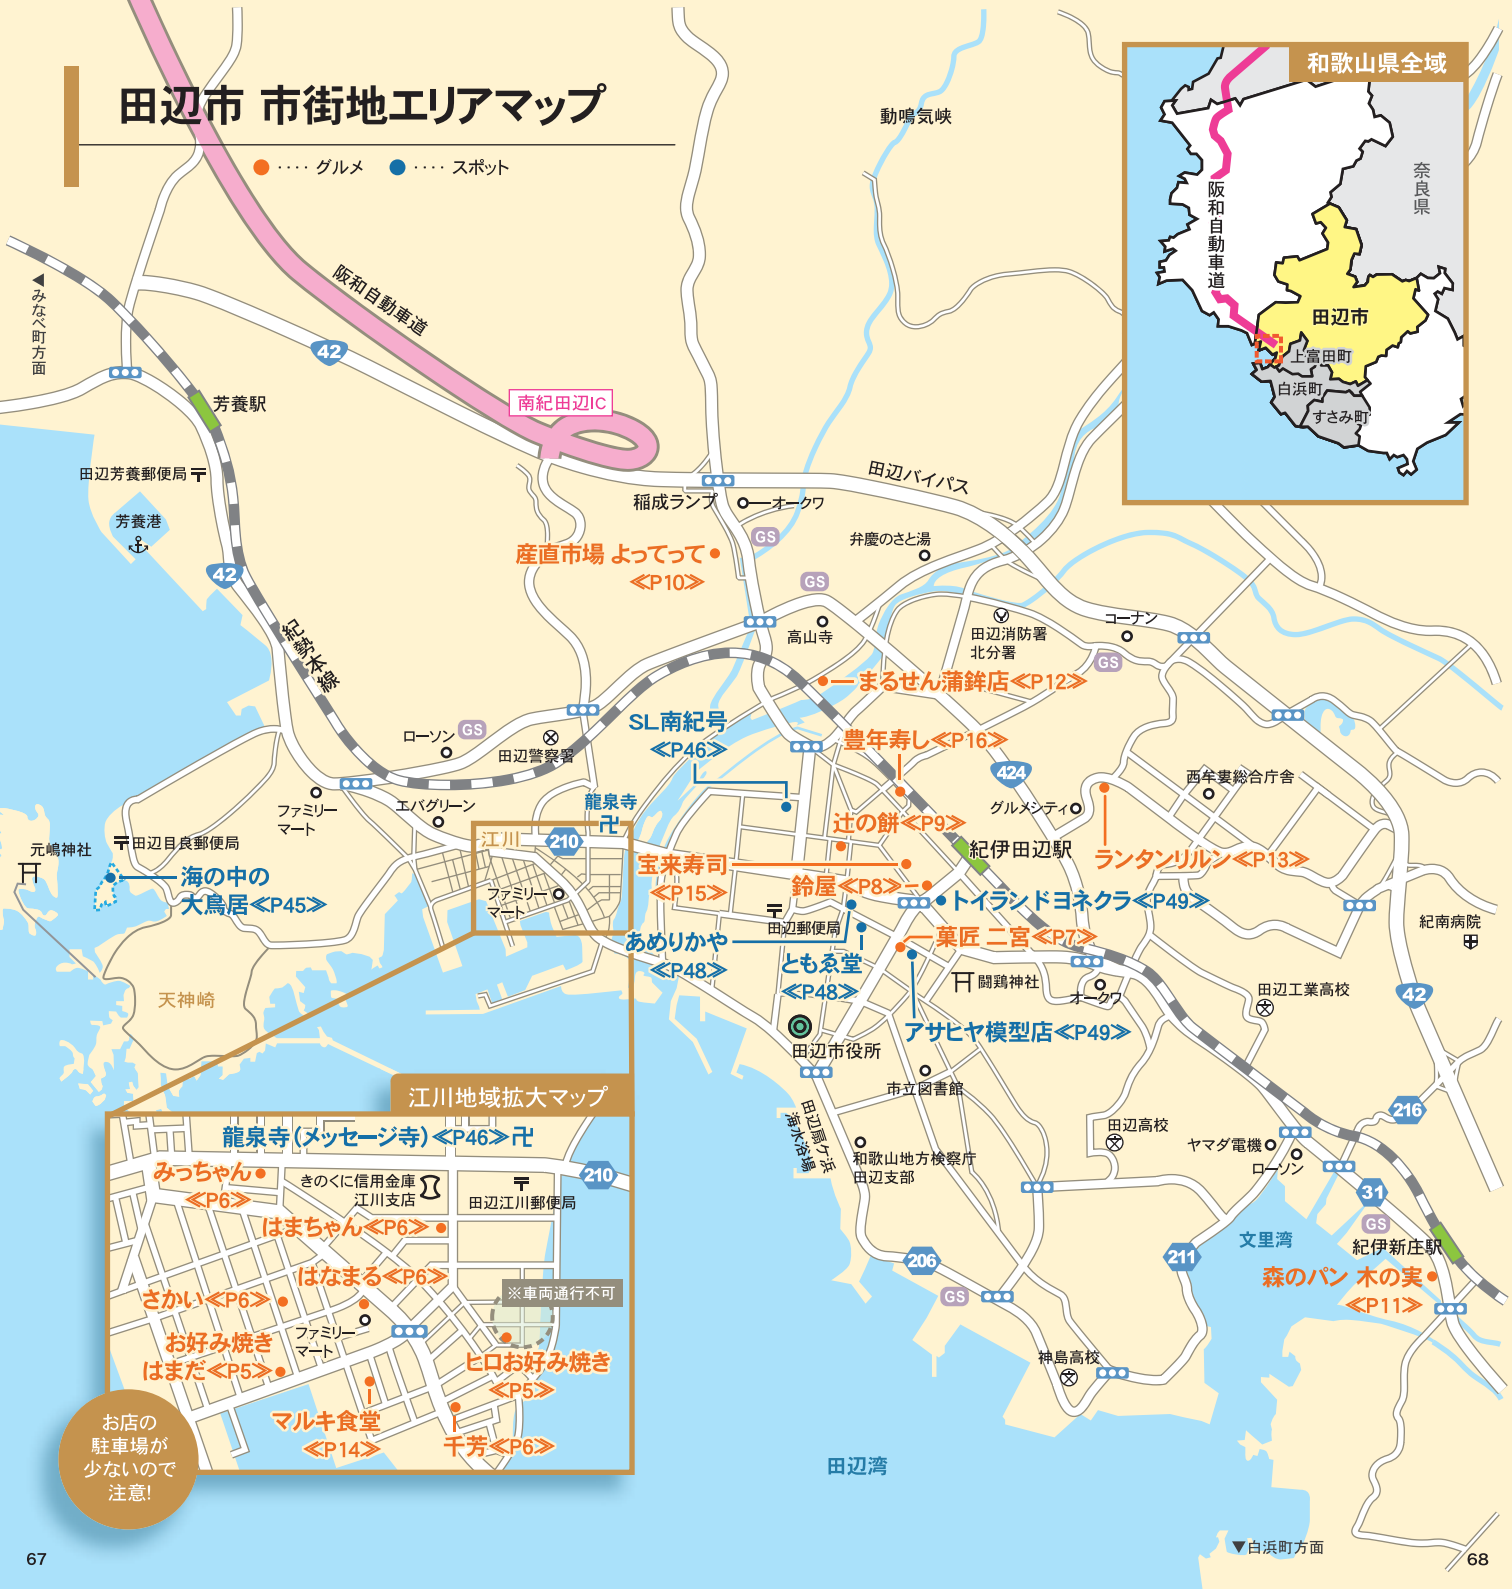 田辺市 市街地エリアマップ
●‥‥グルメ ●‥‥スポット
和歌山県全域
奈良県
阪和自動車道
田辺市
上富田町
白浜町
すさみ町
動鳴気峡
◀みなべ町方面
阪和自動車道
42
芳養駅
南紀田辺IC
田辺バイパス
田辺芳養郵便局
稲成ランプ
オークワ
芳養港
GS
弁慶のさと湯
産直市場 よってって
≪P10≫
42
GS
高山寺
田辺消防署
北分署
コーナン
GS
紀勢本線
まるせん蒲鉾店≪P12≫
SL南紀号
≪P46≫
ローソン
GS
田辺警察署
豊年寿し≪P16≫
424
西牟婁総合庁舎
グルメシティ
ファミリー
マート
エバグリーン
龍泉寺
辻の餅≪P9≫
江川
210
田辺目良郵便局
元嶋神社
紀伊田辺駅
ランタンリルン≪P13≫
宝来寿司
≪P15≫
海の中の
大鳥居≪P45≫
ファミリー
マート
鈴屋≪P8≫
トイランドヨネクラ≪P49≫
田辺郵便局
紀南病院
あめりかや
≪P48≫
菓匠 二宮≪P7≫
ともゑ堂
≪P48≫
闘鶏神社
オークワ
天神崎
田辺工業高校
42
アサヒヤ模型店≪P49≫
田辺市役所
市立図書館
216
田辺扇ケ浜
海水浴場
田辺高校
ヤマダ電機
ローソン
和歌山地方検察庁
田辺支部
31
GS
文里湾
紀伊新庄駅
206
211
森のパン 木の実
≪P11≫
GS
神島高校
田辺湾
▼白浜町方面
江川地域拡大マップ
龍泉寺（メッセージ寺）≪P46≫
みっちゃん
≪P6≫
きのくに信用金庫
江川支店
田辺江川郵便局
210
はまちゃん≪P6≫
はなまる≪P6≫
さかい≪P6≫
※車両通行不可
ファミリー
マート
お好み焼き
はまだ≪P5≫
ヒロお好み焼き
≪P5≫
マルキ食堂
≪P14≫
千芳≪P6≫
お店の
駐車場が
少ないので
注意!
67
68